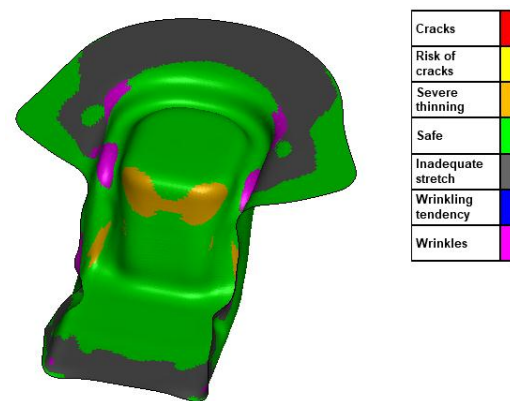 Cracks
Risk of
cracks
Severe
thinning
Safe
Inadequate
stretch
Wrinkling
tendency
Wrinkles